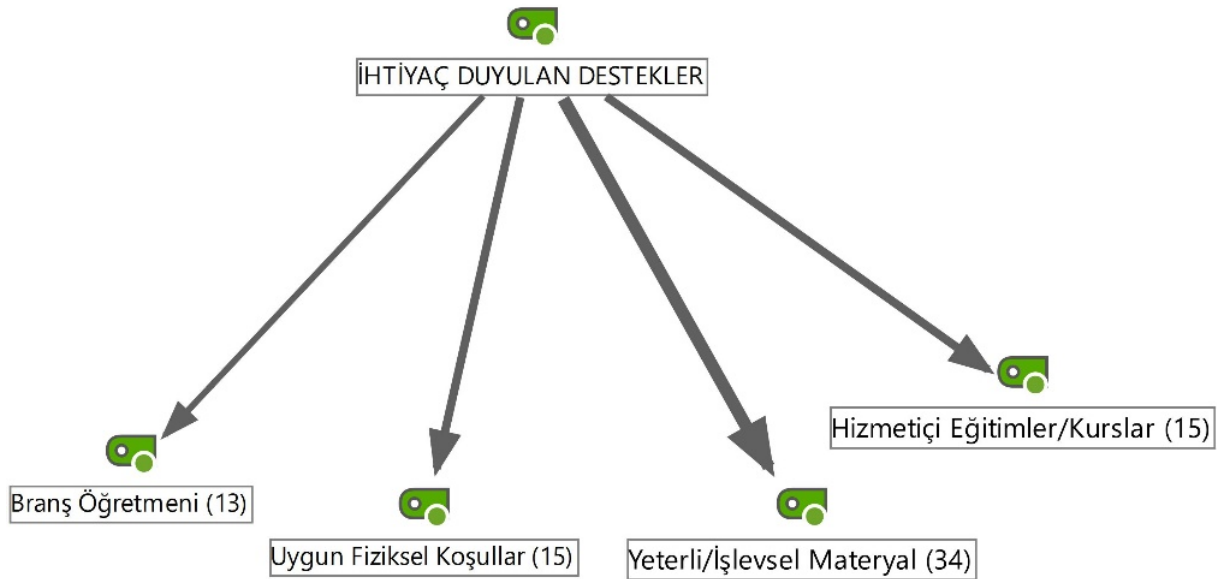 İHTİYAÇ DUYULAN DESTEKLER
Hizmetiçi Eğitimler/Kurslar (15)
Branş Öğretmeni (13)
Uygun Fiziksel Koşullar (15)
Yeterli/İşlevsel Materyal (34)